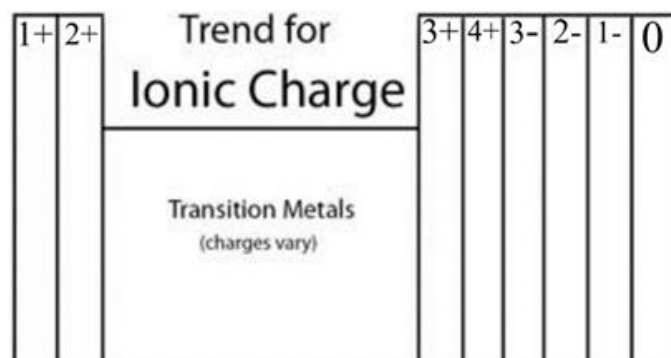 1+ 2+ Trend for 3+ 4+ 3- 2- 1- 0
Ionic Charge
Transition Metals
(charges vary)